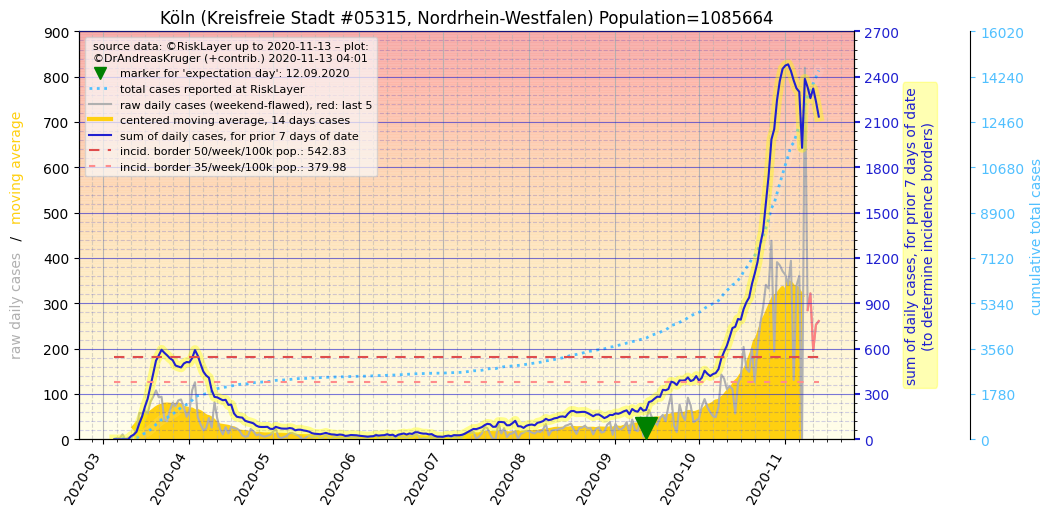 Köln (Kreisfreie Stadt #05315, Nordrhein-Westfalen) Population=1085664
source data: ©RiskLayer up to 2020-11-13 – plot:
©DrAndreasKruger (+contrib.) 2020-11-13 04:01
marker for 'expectation day': 12.09.2020
total cases reported at RiskLayer
raw daily cases (weekend-flawed), red: last 5
centered moving average, 14 days cases
sum of daily cases, for prior 7 days of date
incid. border 50/week/100k pop.: 542.83
incid. border 35/week/100k pop.: 379.98
raw daily cases / moving average
900
800
700
600
500
400
300
200
100
0
2020-03
2020-04
2020-05
2020-06
2020-07
2020-08
2020-09
2020-10
2020-11
2700
2400
2100
1800
1500
1200
900
600
300
0
sum of daily cases, for prior 7 days of date
(to determine incidence borders)
16020
14240
12460
10680
8900
7120
5340
3560
1780
0
cumulative total cases